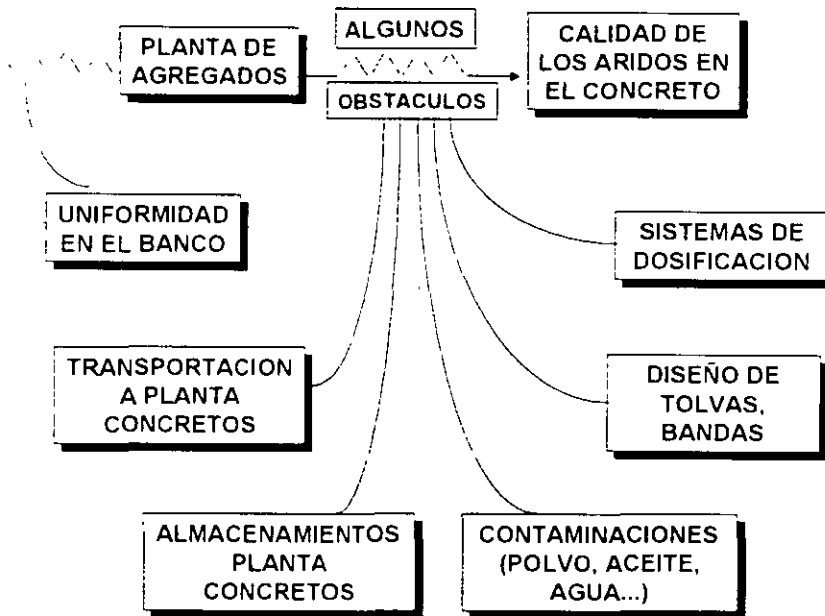 PLANTA DE
AGREGADOS
ALGUNOS
OBSTACULOS
CALIDAD DE
LOS ARIDOS EN
EL CONCRETO
UNIFORMIDAD
EN EL BANCO
SISTEMAS DE
DOSIFICACION
TRANSPORTACION
A PLANTA
CONCRETOS
DISEÑO DE
TOLVAS,
BANDAS
ALMACENAMIENTOS
PLANTA
CONCRETOS
CONTAMINACIONES
(POLVO, ACEITE,
AGUA...)